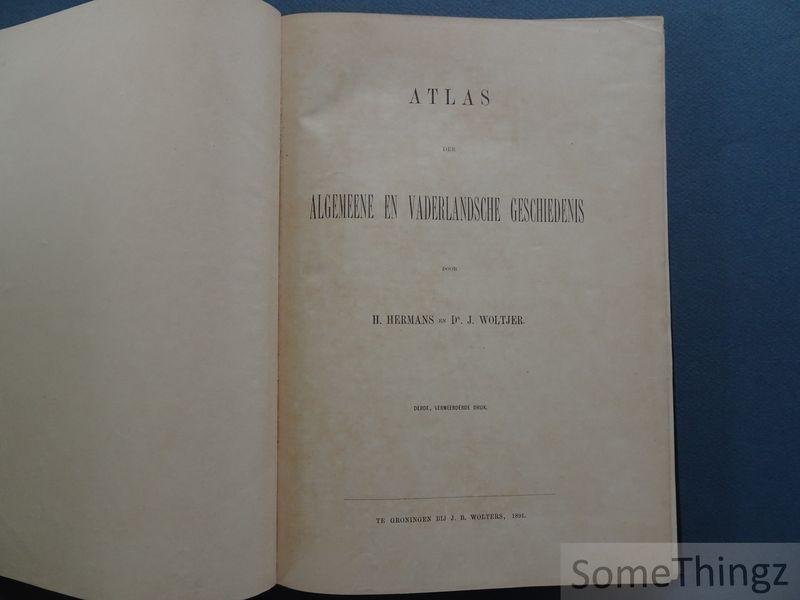 ATLAS
DER
ALGEMEENE EN VADERLANDSCHE GESCHIEDENIS
DOOR
H. HERMANS EN Dr. J. WOLTJER.
DERDE, VERMEERDERDE DRUK.
TE GRONINGEN BIJ J. B. WOLTERS, 1891.
SomeThingz